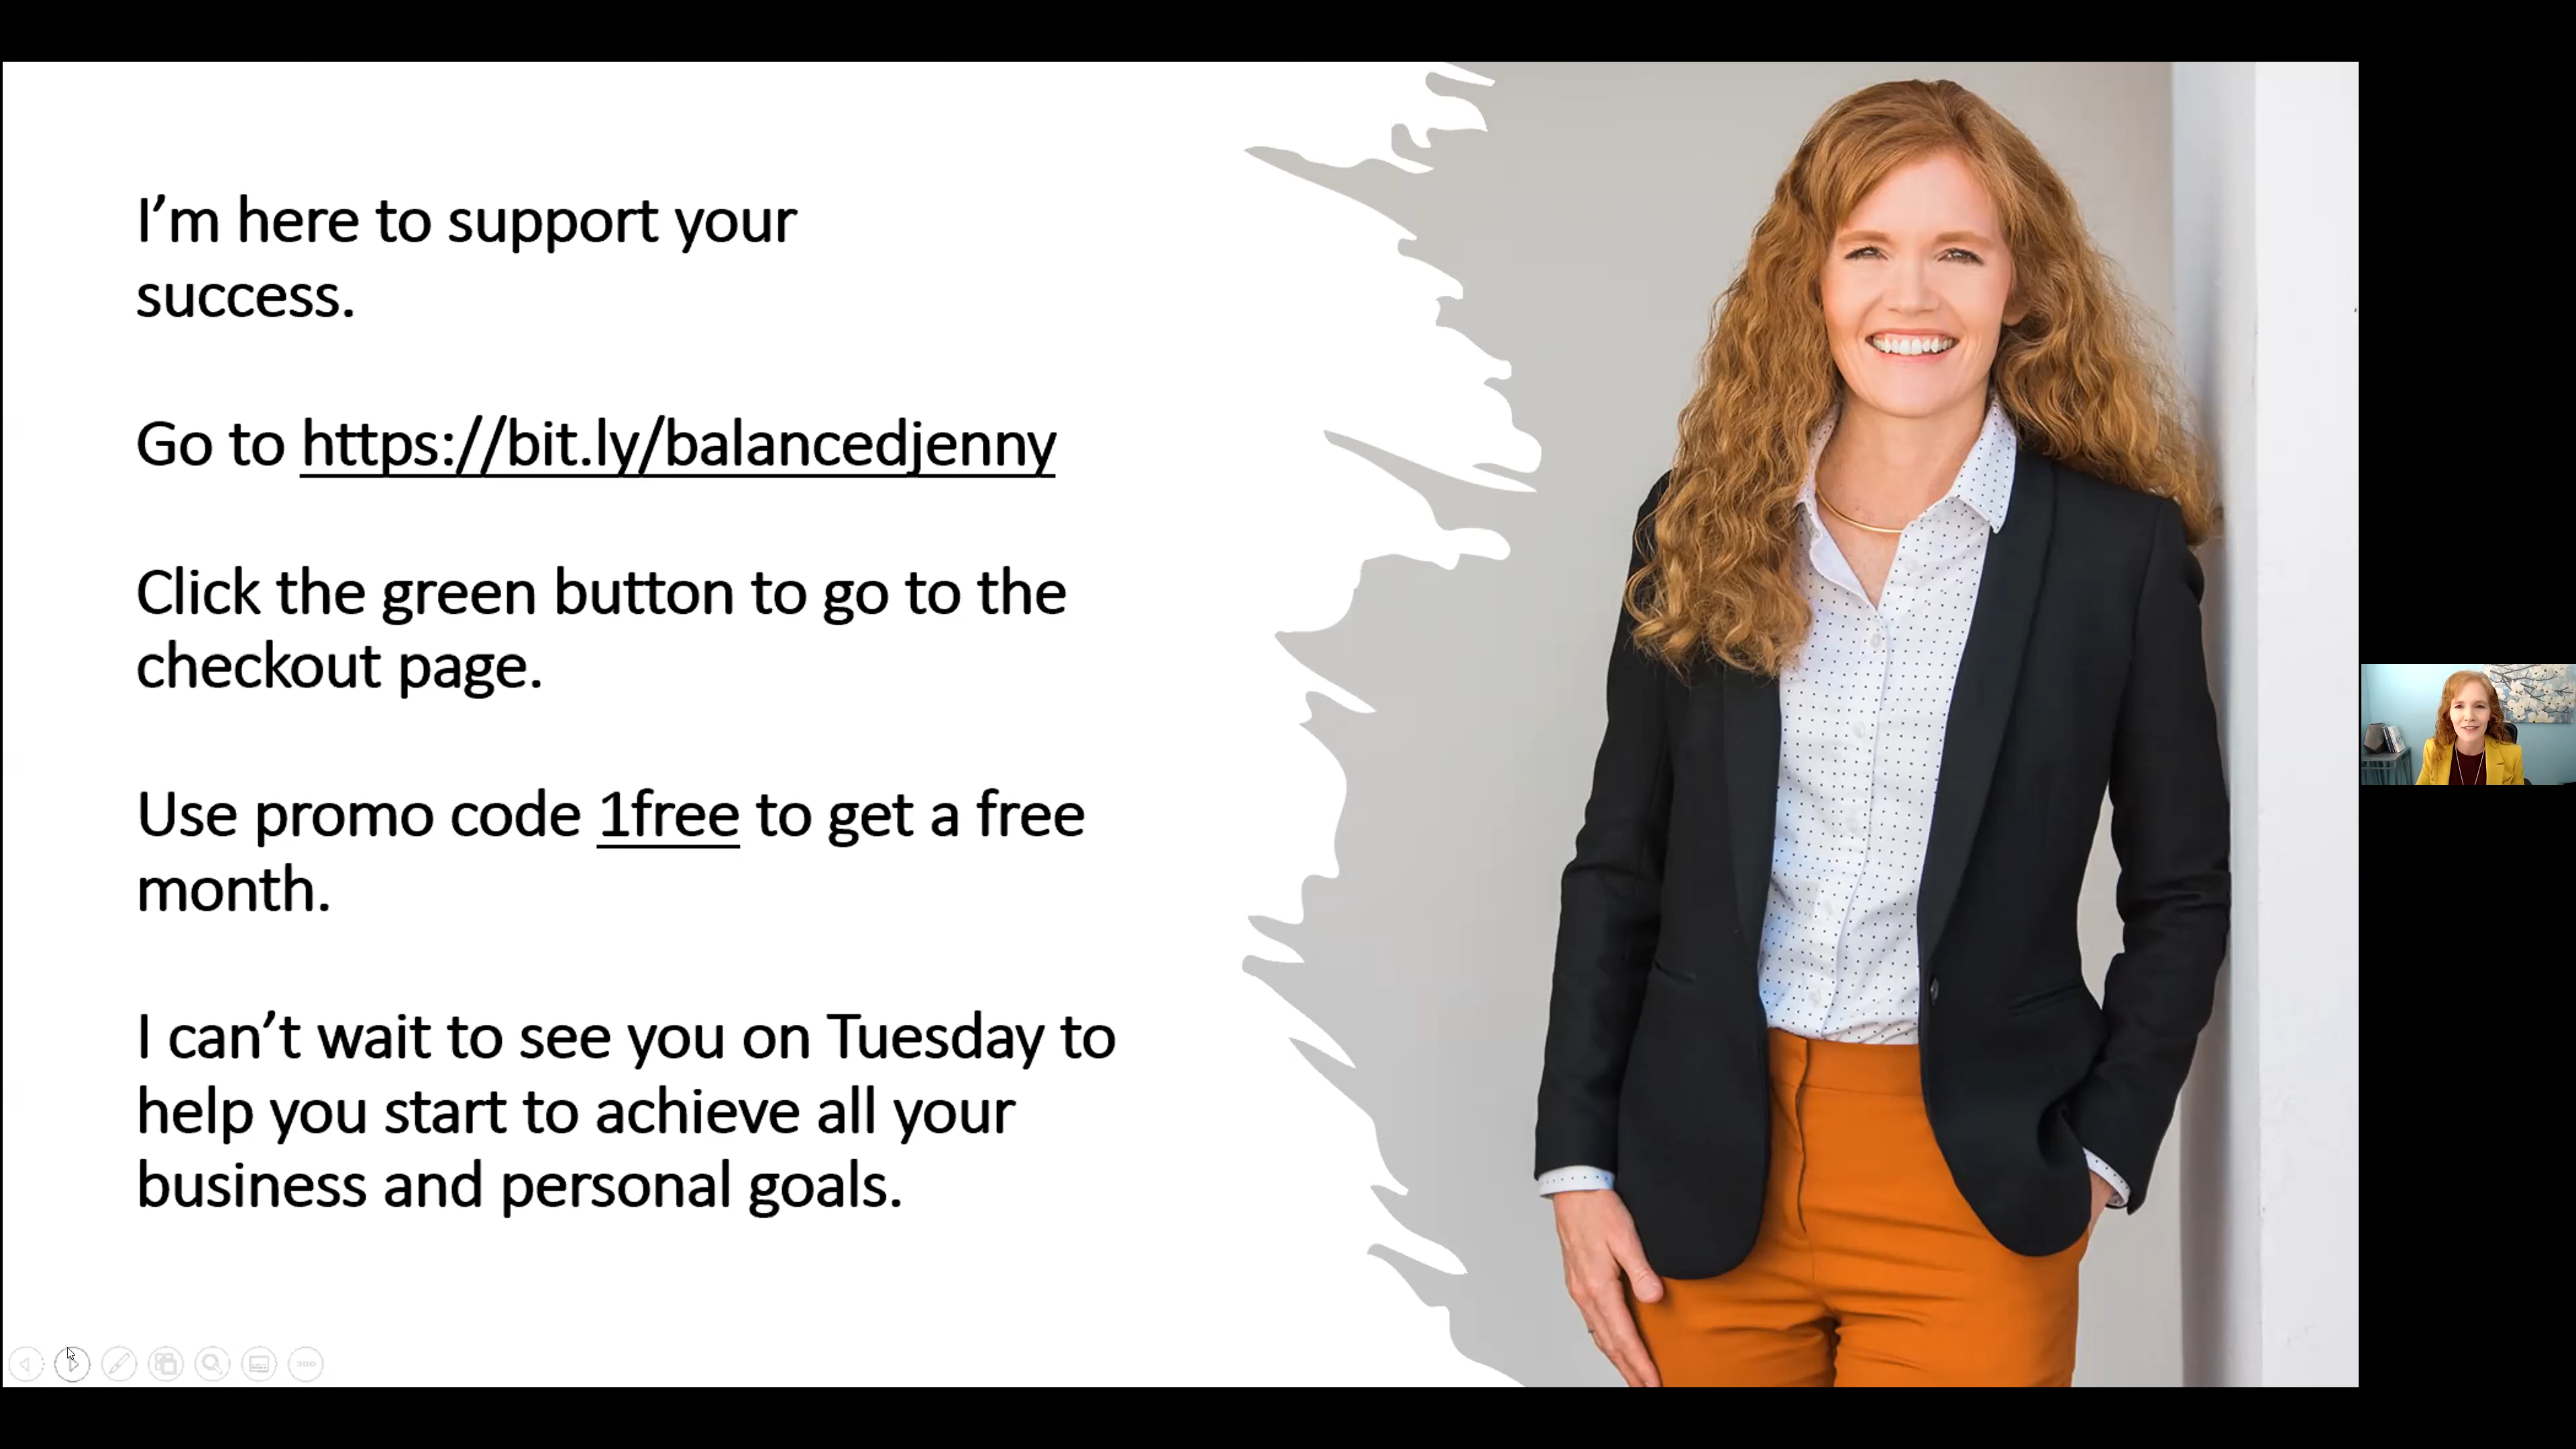 I’m here to support your
success.
Go to https://bit.ly/balancedjenny
Click the green button to go to the
checkout page.
Use promo code 1free to get a free
month.
I can’t wait to see you on Tuesday to
help you start to achieve all your
business and personal goals.